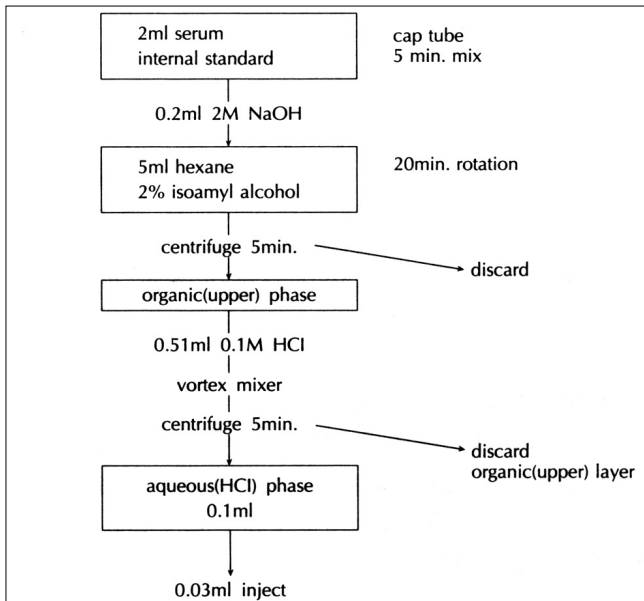 2ml serum
internal standard
cap tube
5 min. mix
0.2ml 2M NaOH
5ml hexane
2% isoamyl alcohol
20min. rotation
centrifuge 5min.
discard
organic(upper) phase
0.51ml 0.1M HCl
vortex mixer
centrifuge 5min.
discard
organic(upper) layer
aqueous(HCl) phase
0.1ml
0.03ml inject